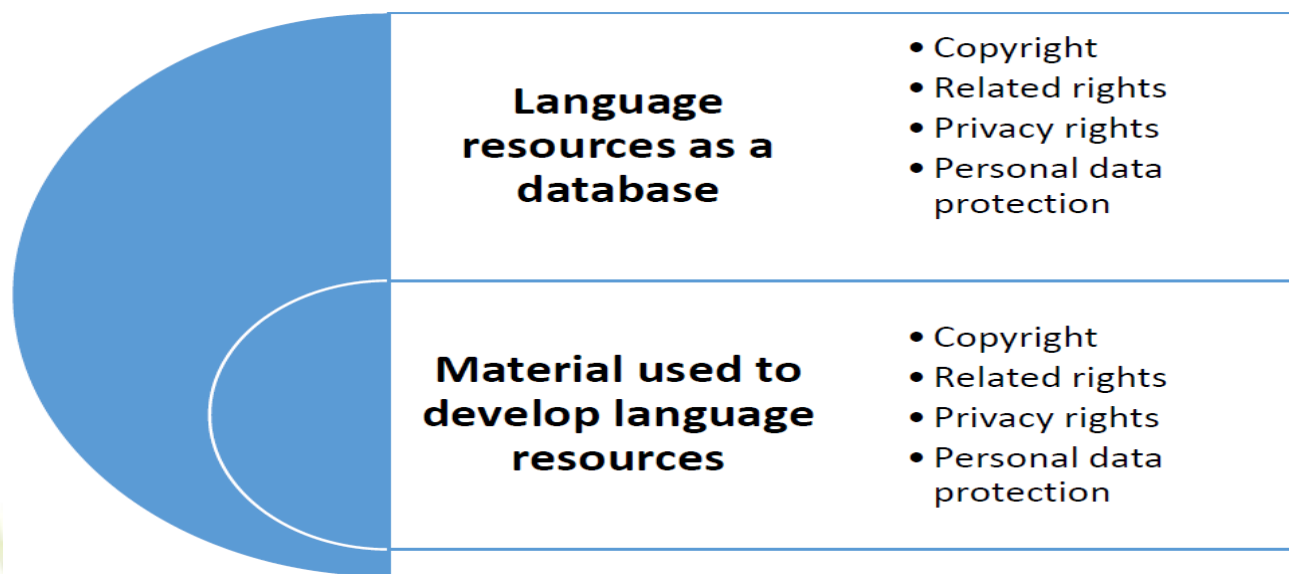 Language
resources as a
database
• Copyright
• Related rights
• Privacy rights
• Personal data
protection
Material used to
develop language
resources
• Copyright
• Related rights
• Privacy rights
• Personal data
protection